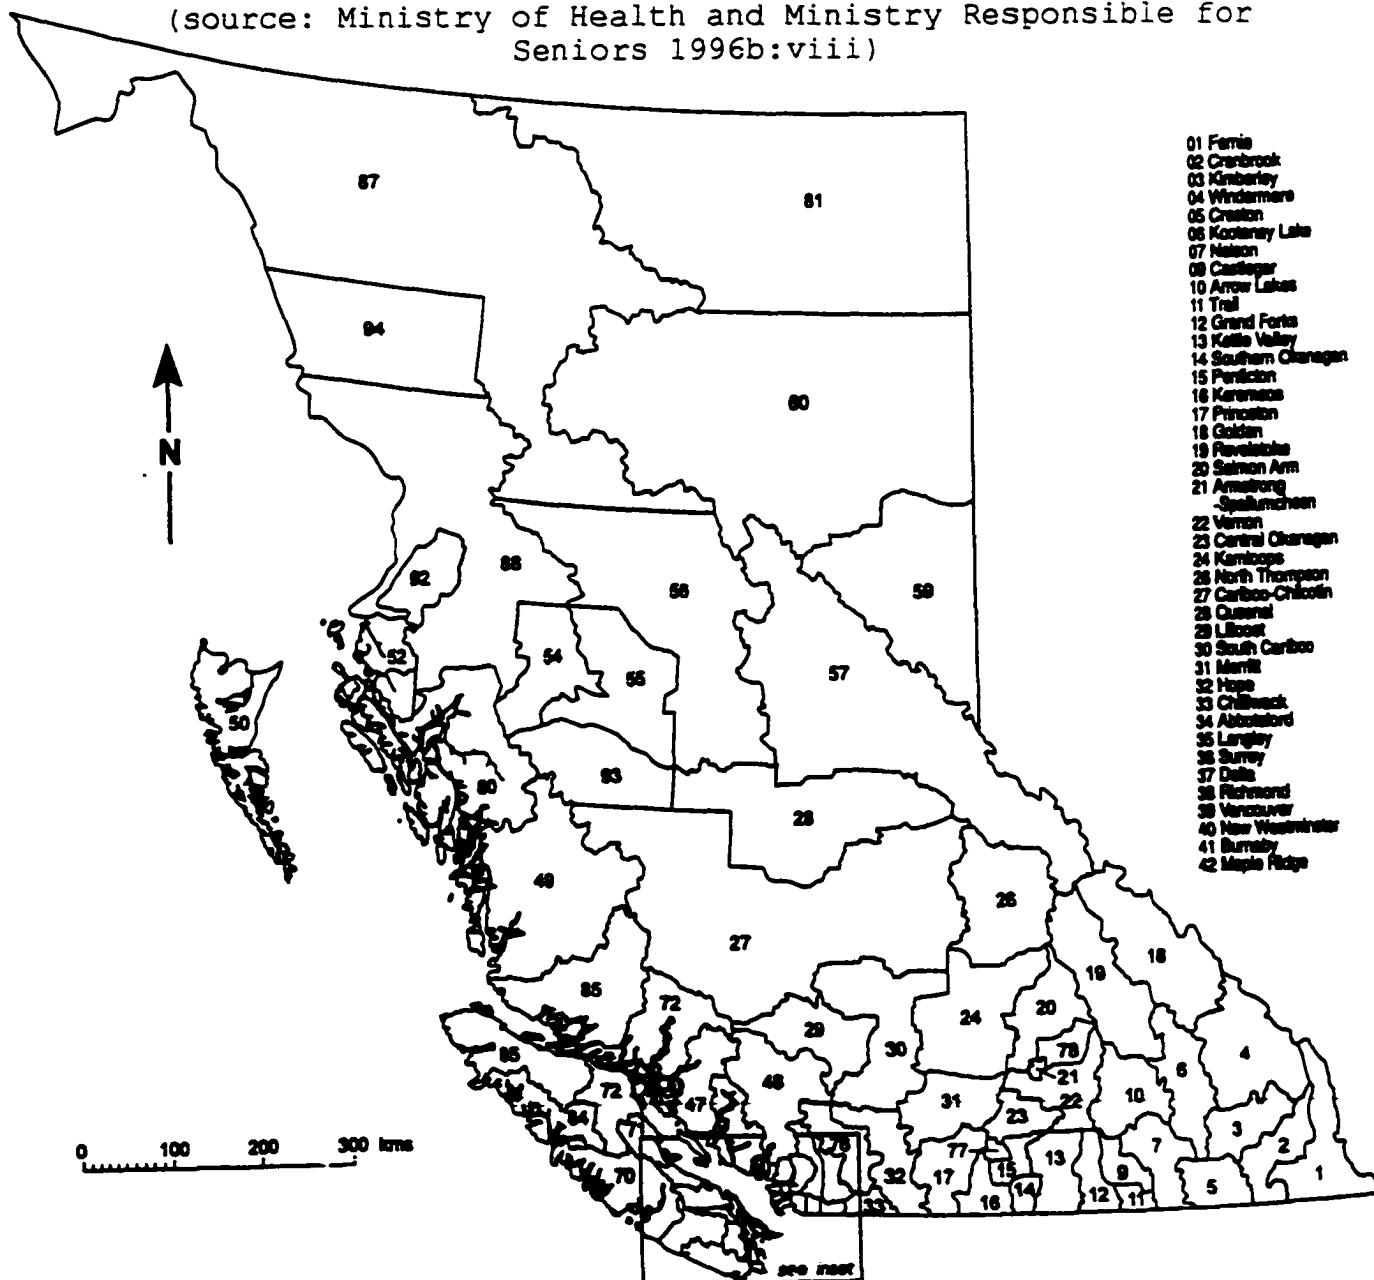 (source: Ministry of Health and Ministry Responsible for
Seniors 1996b:viii)
87
81
94
60
92
88
56
59
52
54
55
57
50
80
93
28
49
26
27
18
19
85
72
29
30
24
20
78
21
4
6
85
72
47
48
31
23
22
10
84
71
3
2
7
77
15
13
9
70
76
32
17
16
14
12
11
5
1
33
N
0 100 200 300 kms
see inset
01 Fernie
02 Cranbrook
03 Kimberley
04 Windermere
05 Creston
06 Kootenay Lake
07 Nelson
09 Castlegar
10 Arrow Lakes
11 Trail
12 Grand Forks
13 Kettle Valley
14 Southern Okanagan
15 Penticton
16 Keremeos
17 Princeton
18 Golden
19 Revelstoke
20 Salmon Arm
21 Armstrong
-Spallumcheen
22 Vernon
23 Central Okanagan
24 Kamloops
26 North Thompson
27 Cariboo-Chilcotin
28 Quesnel
29 Lillooet
30 South Cariboo
31 Merritt
32 Hope
33 Chilliwack
34 Abbotsford
35 Langley
36 Surrey
37 Delta
38 Richmond
39 Vancouver
40 New Westminster
41 Burnaby
42 Maple Ridge